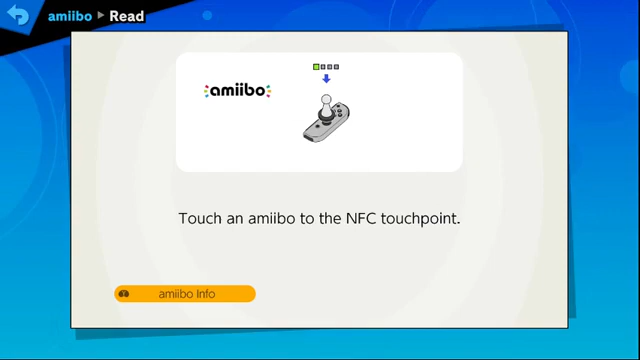 amiibo ▶ Read
amiibo
Touch an amiibo to the NFC touchpoint.
amiibo Info